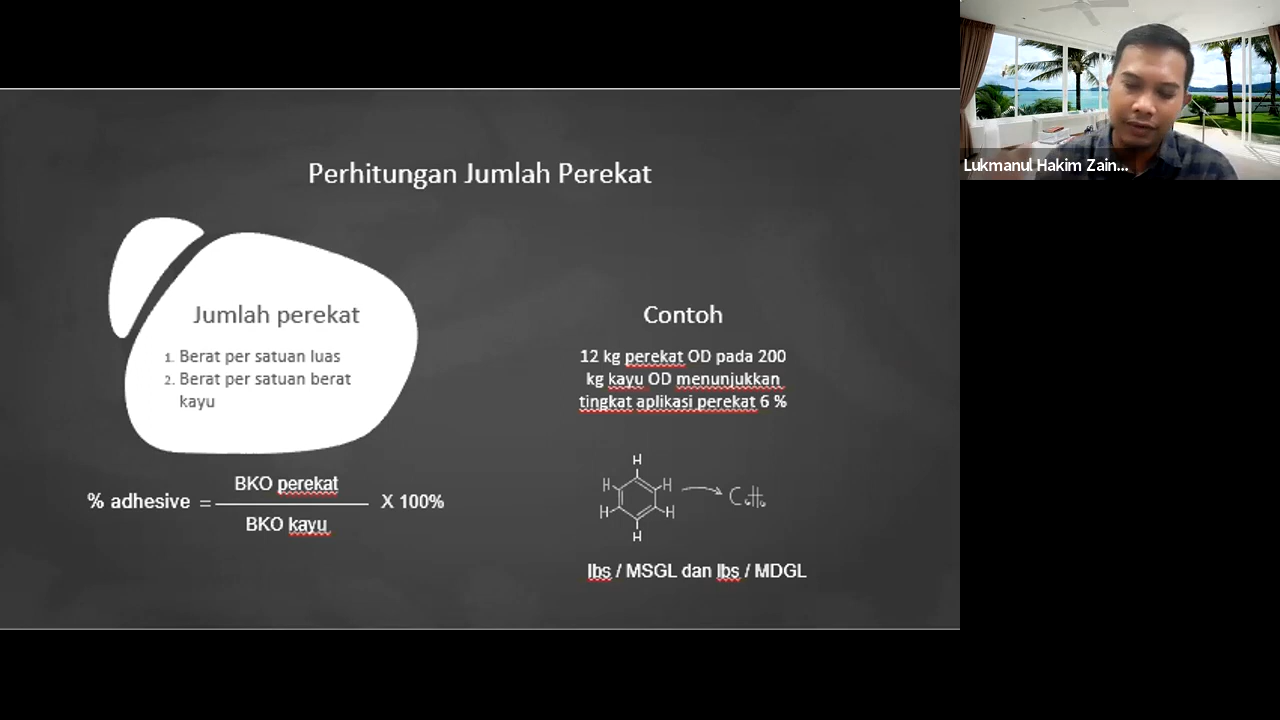 Perhitungan Jumlah Perekat
Jumlah perekat
1. Berat per satuan luas
2. Berat per satuan berat
kayu
% adhesive =
BKO perekat
BKO kayu
X 100%
Contoh
12 kg perekat OD pada 200
kg kayu OD menunjukkan
tingkat aplikasi perekat 6 %
H
H H
H H
H
C₆H₆
lbs / MSGL dan lbs / MDGL
Lukmanul Hakim Zain...